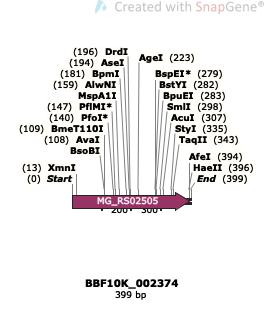 Created with SnapGene®
(196) DrdI
(194) AseI
AgeI (223)
(181) BpmI
BspEI* (279)
(159) AlwNI
BstYI (282)
MspA1I
BpuEI (283)
(147) PflMI*
SmlI (298)
(140) PfoI*
AcuI (307)
(109) BmeT110I
StyI (335)
(108) AvaI
TaqII (343)
BsoBI
AfeI (394)
(13) XmnI
HaeII (396)
(0) Start
End (399)
MG_RS02505
200
300
BBF10K_002374
399 bp